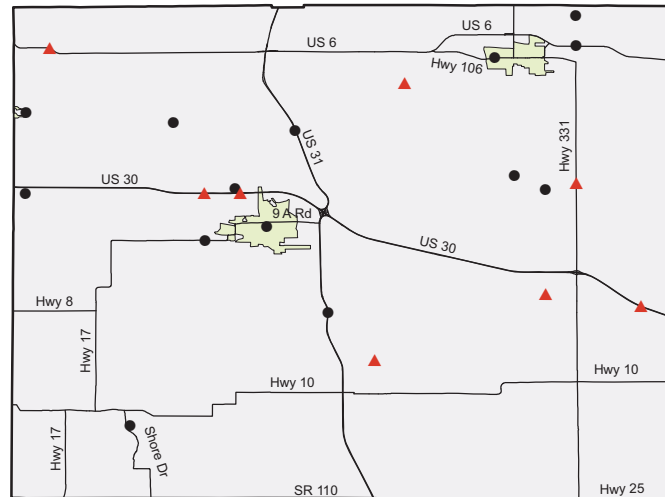 US 6
US 6
Hwy 106
US 31
Hwy 331
US 30
9 A Rd
US 30
Hwy 8
Hwy 17
Hwy 10
Hwy 10
Hwy 17
Shore Dr
SR 110
Hwy 25